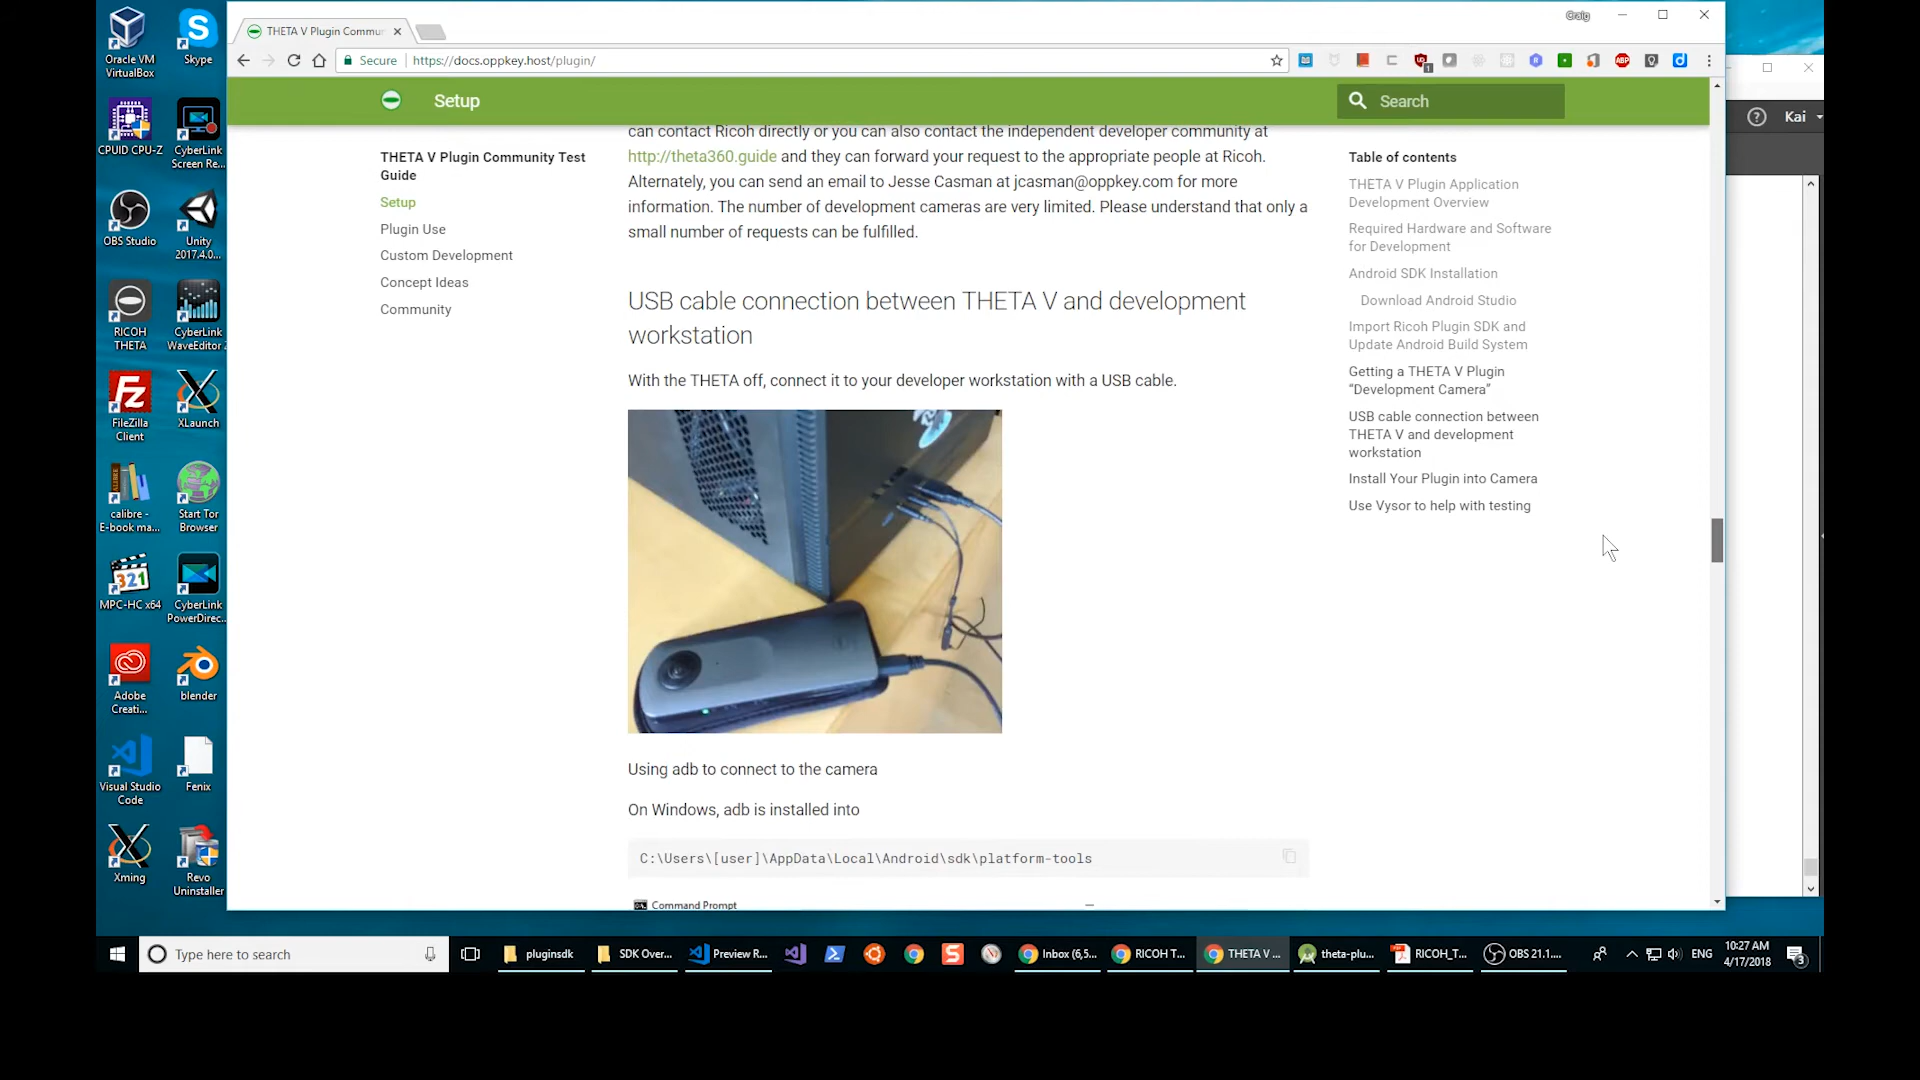 Oracle VM
VirtualBox
Skype
CPUID CPU-Z
CyberLink
Screen Re...
OBS Studio
Unity
2017.4.0...
RICOH
THETA
CyberLink
WaveEditor 2
FileZilla
Client
XLaunch
calibre -
E-book ma...
Start Tor
Browser
MPC-HC x64
CyberLink
PowerDirec...
Adobe
Creati...
blender
Visual Studio
Code
Fenix
Xming
Revo
Uninstaller
THETA V Plugin Commun
Craig
Secure
https://docs.oppkey.host/plugin/
Setup
Search
Kai
THETA V Plugin Community Test
Guide
Setup
Plugin Use
Custom Development
Concept Ideas
Community
can contact Ricoh directly or you can also contact the independent developer community at
http://theta360.guide and they can forward your request to the appropriate people at Ricoh.
Alternately, you can send an email to Jesse Casman at jcasman@oppkey.com for more
information. The number of development cameras are very limited. Please understand that only a
small number of requests can be fulfilled.
USB cable connection between THETA V and development
workstation
With the THETA off, connect it to your developer workstation with a USB cable.
Using adb to connect to the camera
On Windows, adb is installed into
C:\Users\[user]\AppData\Local\Android\sdk\platform-tools
Command Prompt
Table of contents
THETA V Plugin Application
Development Overview
Required Hardware and Software
for Development
Android SDK Installation
Download Android Studio
Import Ricoh Plugin SDK and
Update Android Build System
Getting a THETA V Plugin
“Development Camera”
USB cable connection between
THETA V and development
workstation
Install Your Plugin into Camera
Use Vysor to help with testing
Type here to search
pluginsdk
SDK Over...
Preview R...
Inbox (6,5...
RICOH T...
THETA V ...
theta-plu...
RICOH_T...
OBS 21.1....
ENG
10:27 AM
4/17/2018
3